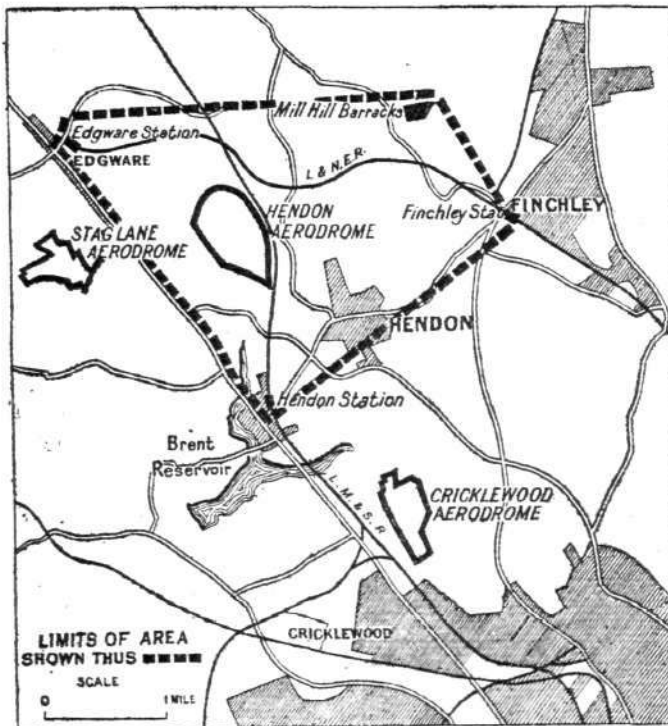 Mill Hill Barracks
Edgware Station
EDGWARE
L & N.E.R.
Finchley Stat
FINCHLEY
HENDON
AERODROME
STAG LANE
AERODROME
HENDON
Hendon Station
Brent
Reservoir
L. M. & S. R
CRICKLEWOOD
AERODROME
CRICKLEWOOD
LIMITS OF AREA
SHOWN THUS
SCALE
0 1 MILE